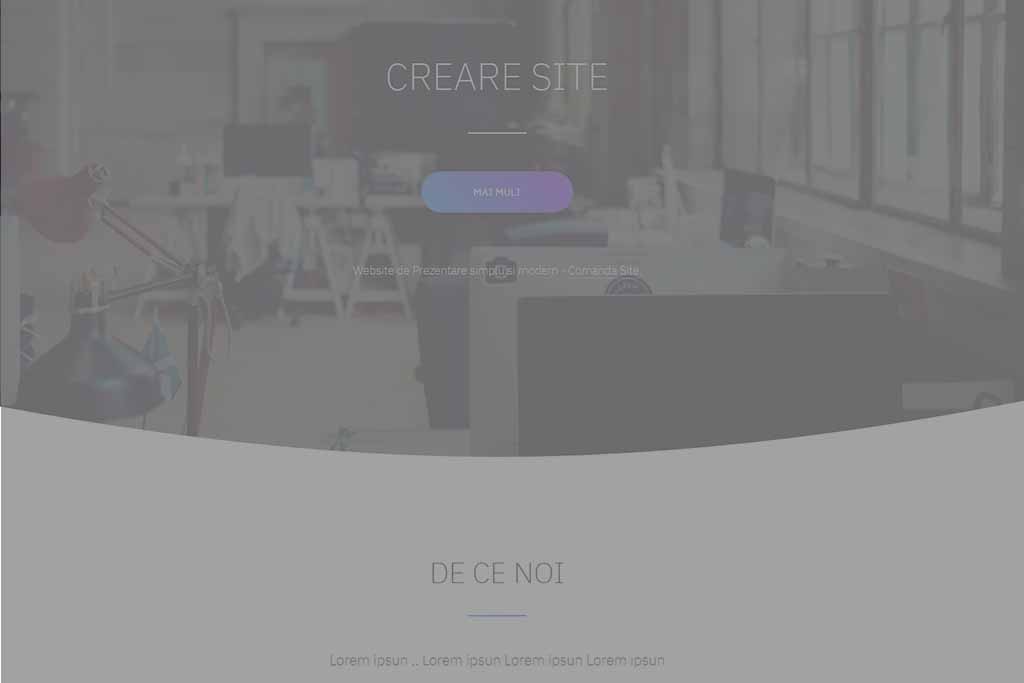 CREARE SITE
MAI MULT
Website de Prezentare simplu si modern - Comanda Site
DE CE NOI
Lorem ipsun .. Lorem ipsun Lorem ipsun Lorem ipsun